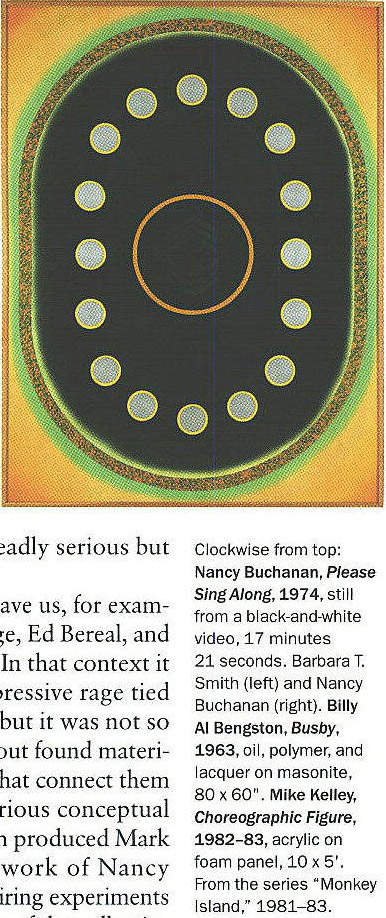 eadly serious but
ave us, for exam-
ge, Ed Bereal, and
In that context it
pressive rage tied
but it was not so
out found materi-
hat connect them
rious conceptual
n produced Mark
work of Nancy
iring experiments
Clockwise from top:
Nancy Buchanan, Please
Sing Along, 1974, still
from a black-and-white
video, 17 minutes
21 seconds. Barbara T.
Smith (left) and Nancy
Buchanan (right). Billy
Al Bengston, Busby,
1963, oil, polymer, and
lacquer on masonite,
80 x 60". Mike Kelley,
Choreographic Figure,
1982–83, acrylic on
foam panel, 10 x 5'.
From the series “Monkey
Island,” 1981–83.